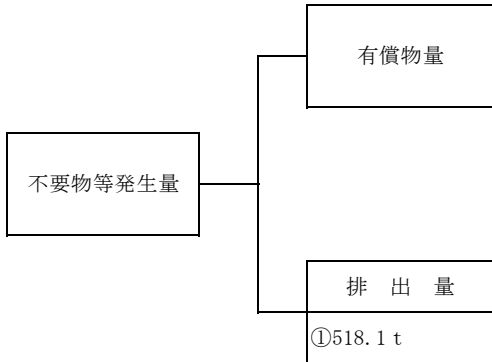 有償物量
不要物等発生量
排　出　量
①518.1ｔ